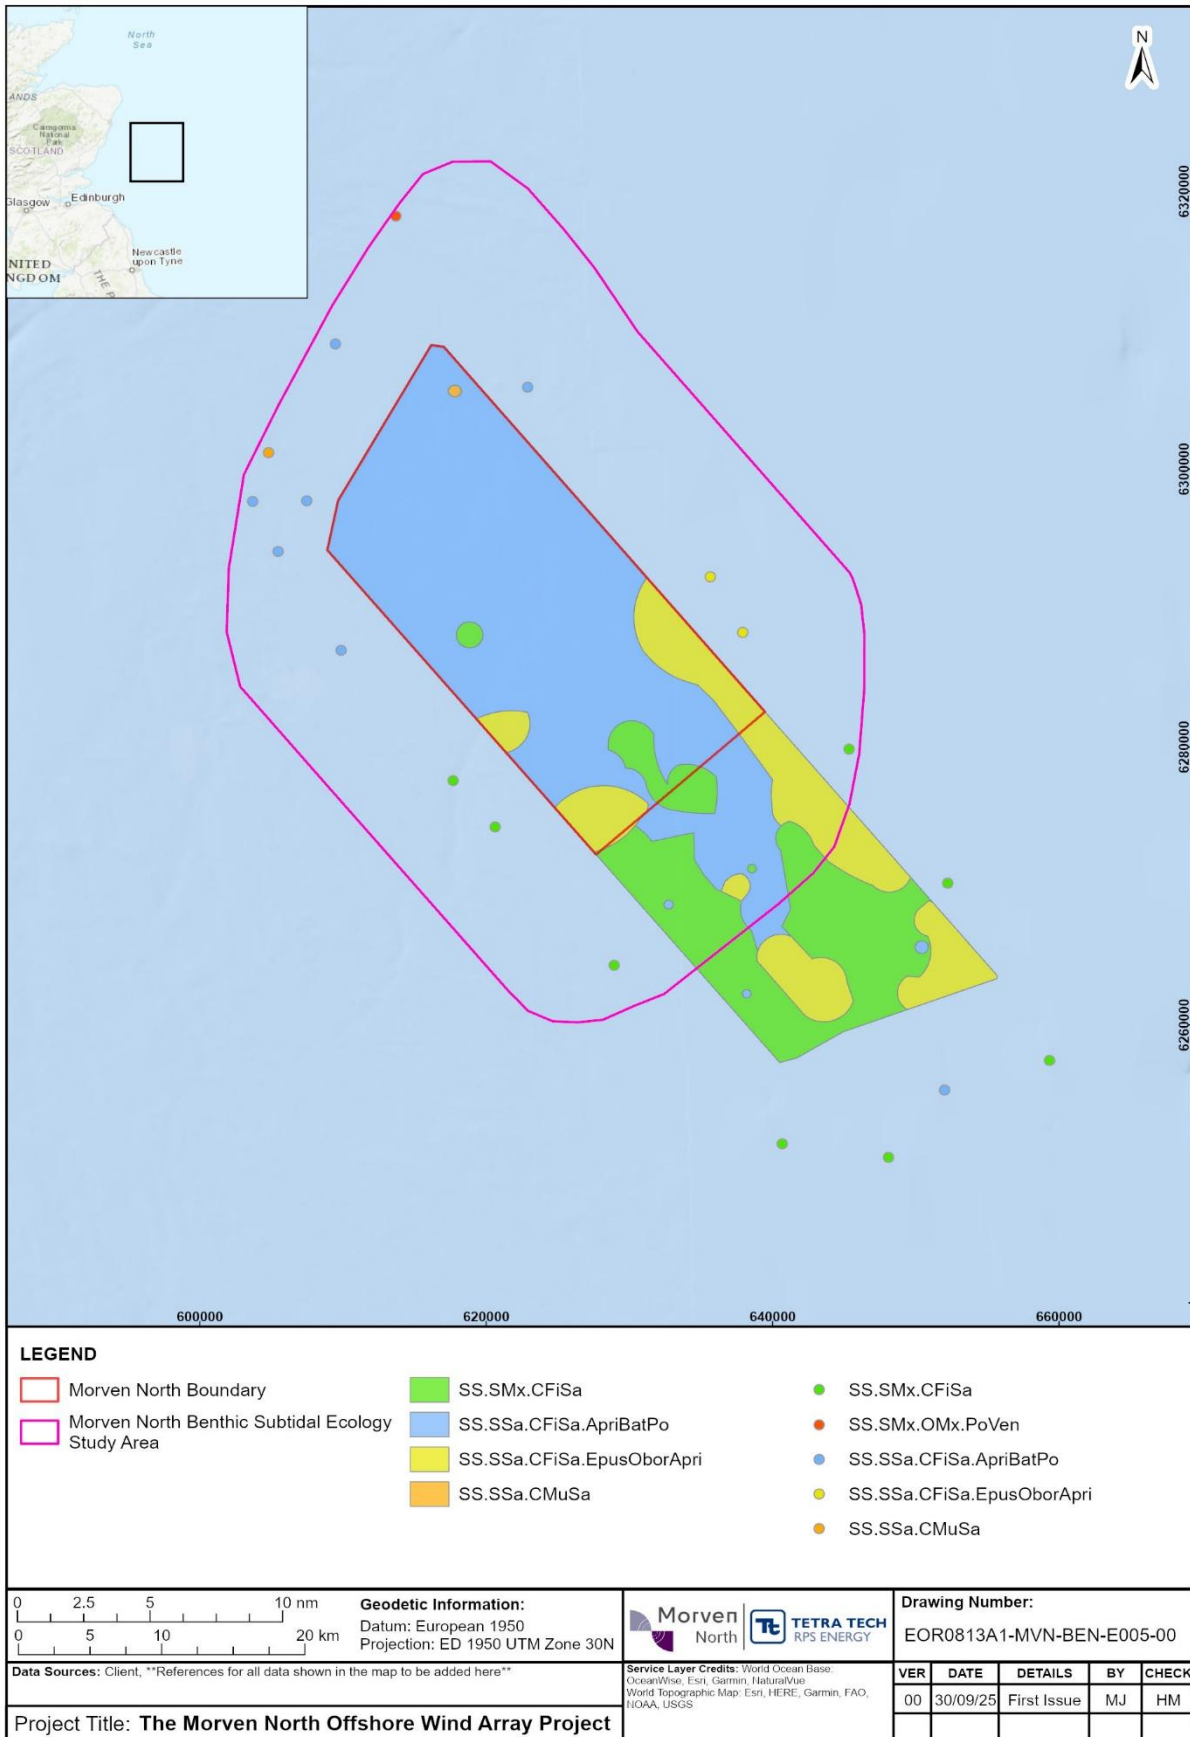 North
Sea
N
ANDS
Cairngorms
National
Park
SCOTLAND
Glasgow
Edinburgh
Newcastle
upon Tyne
NITED
NGDOM
THE P
6320000
6300000
6280000
6260000
600000
620000
640000
660000
LEGEND
Morven North Boundary
Morven North Benthic Subtidal Ecology
Study Area
SS.SMx.CFiSa
SS.SSa.CFiSa.ApriBatPo
SS.SSa.CFiSa.EpusOborApri
SS.SSa.CMuSa
SS.SMx.CFiSa
SS.SMx.OMx.PoVen
SS.SSa.CFiSa.ApriBatPo
SS.SSa.CFiSa.EpusOborApri
SS.SSa.CMuSa
0 2.5 5 10 nm
0 5 10 20 km
Geodetic Information:
Datum: European 1950
Projection: ED 1950 UTM Zone 30N
Morven
North
Tt
TETRA TECH
RPS ENERGY
Drawing Number:
EOR0813A1-MVN-BEN-E005-00
Data Sources: Client, **References for all data shown in the map to be added here**
Service Layer Credits: World Ocean Base:
OceanWise, Esri, Garmin, NaturalVue
World Topographic Map: Esri, HERE, Garmin, FAO,
NOAA, USGS
VER DATE DETAILS BY CHECK
00 30/09/25 First Issue MJ HM
Project Title: The Morven North Offshore Wind Array Project